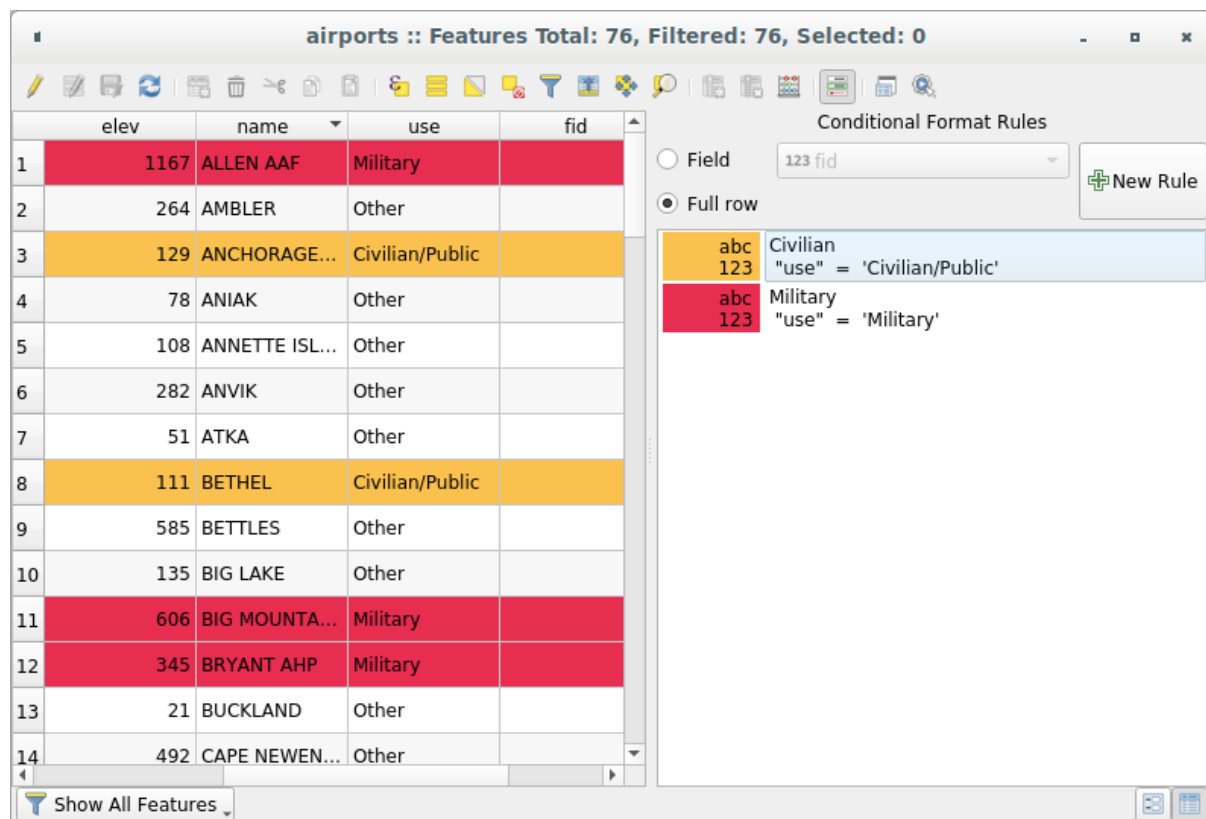 airports :: Features Total: 76, Filtered: 76, Selected: 0
elev name use fid
1 1167 ALLEN AAF Military
2 264 AMBLER Other
3 129 ANCHORAGE... Civilian/Public
4 78 ANIAK Other
5 108 ANNETTE ISL... Other
6 282 ANVIK Other
7 51 ATKA Other
8 111 BETHEL Civilian/Public
9 585 BETTLES Other
10 135 BIG LAKE Other
11 606 BIG MOUNTA... Military
12 345 BRYANT AHP Military
13 21 BUCKLAND Other
14 492 CAPE NEWEN... Other
Show All Features
Conditional Format Rules
Field 123 fid
Full row
New Rule
abc Civilian
123 "use" = 'Civilian/Public'
abc Military
123 "use" = 'Military'